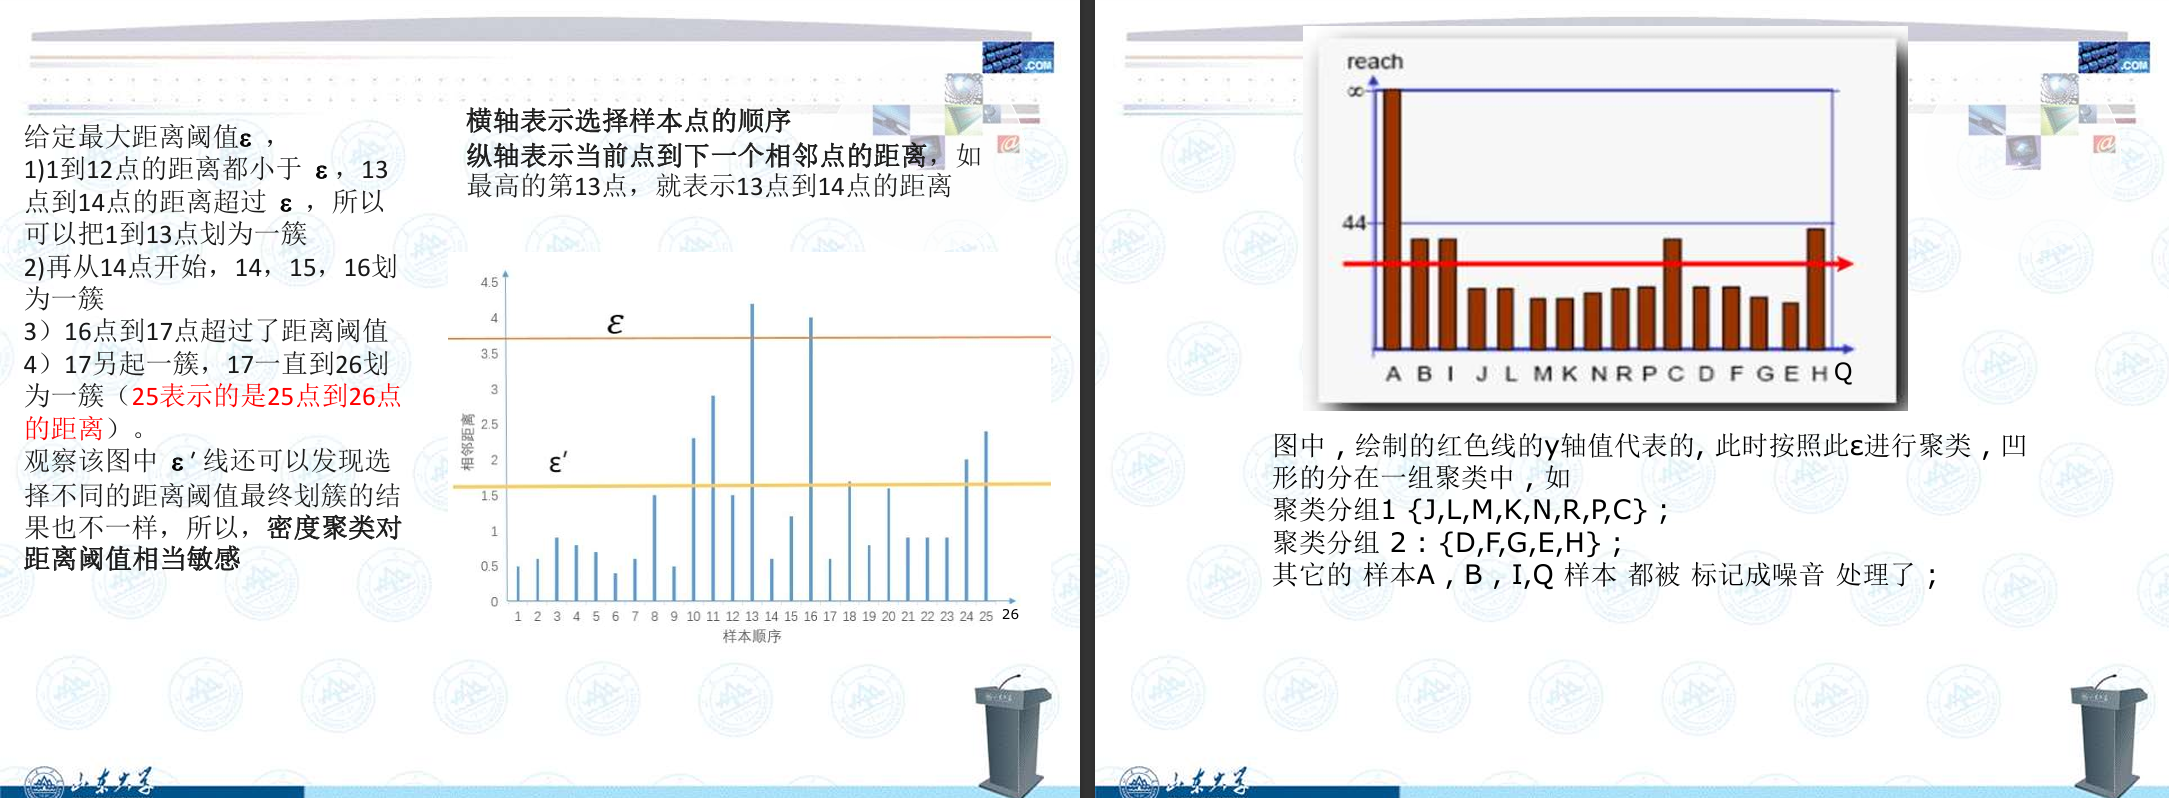 给定最大距离阈值ε ，
1)1到12点的距离都小于 ε ，13
点到14点的距离超过 ε ，所以
可以把1到13点划为一簇
2)再从14点开始，14，15，16划
为一簇
3）16点到17点超过了距离阈值
4）17另起一簇，17一直到26划
为一簇（25表示的是25点到26点
的距离）。
观察该图中 ε ′ 线还可以发现选
择不同的距离阈值最终划簇的结
果也不一样，所以，密度聚类对
距离阈值相当敏感
横轴表示选择样本点的顺序
纵轴表示当前点到下一个相邻点的距离，如
最高的第13点，就表示13点到14点的距离
4.5
4
3.5
3
2.5
2
1.5
1
0.5
0
相邻距离
ε
ε′
1 2 3 4 5 6 7 8 9 10 11 12 13 14 15 16 17 18 19 20 21 22 23 24 25 26
样本顺序
山东大学
.COM
@
reach
∞
44
A B I J L M K N R P C D F G E H Q
图中，绘制的红色线的y轴值代表的, 此时按照此ε进行聚类，凹
形的分在一组聚类中，如
聚类分组1 {J,L,M,K,N,R,P,C}；
聚类分组 2：{D,F,G,E,H}；
其它的 样本A，B，I,Q 样本 都被 标记成噪音 处理了；
山东大学
.COM
@